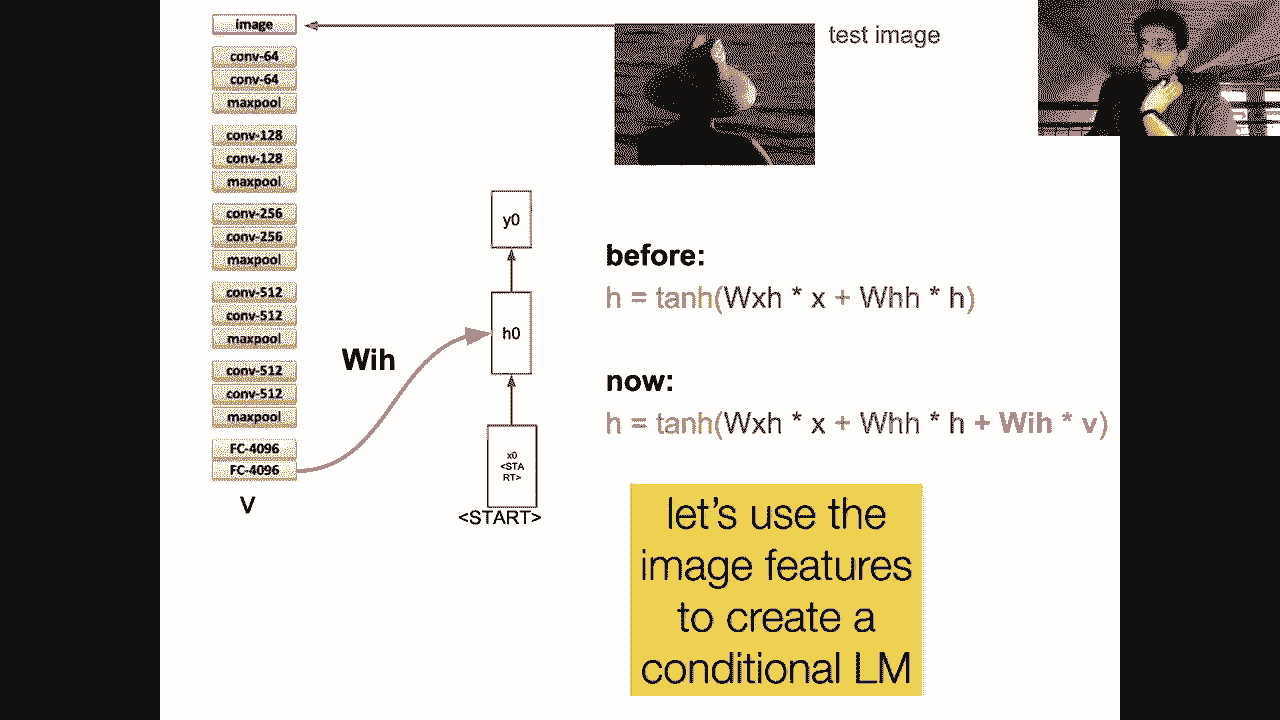 image
test image
conv-64
conv-64
maxpool
conv-128
conv-128
maxpool
conv-256
conv-256
maxpool
conv-512
conv-512
maxpool
conv-512
conv-512
maxpool
FC-4096
FC-4096
V
Wih
y0
h0
x0
<STA
RT>
<START>
before:
h = tanh(Wxh * x + Whh * h)
now:
h = tanh(Wxh * x + Whh * h + Wih * v)
let's use the
image features
to create a
conditional LM